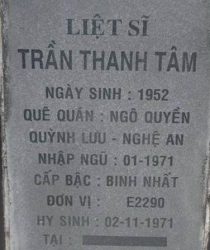 LIỆT SĨ
TRẦN THANH TÂM
NGÀY SINH : 1952
QUÊ QUÁN : NGÔ QUYỀN
QUỲNH LƯU - NGHỆ AN
NHẬP NGŨ : 01-1971
CẤP BẬC : BINH NHẤT
ĐƠN VỊ : E2290
HY SINH : 02-11-1971
TẠI :